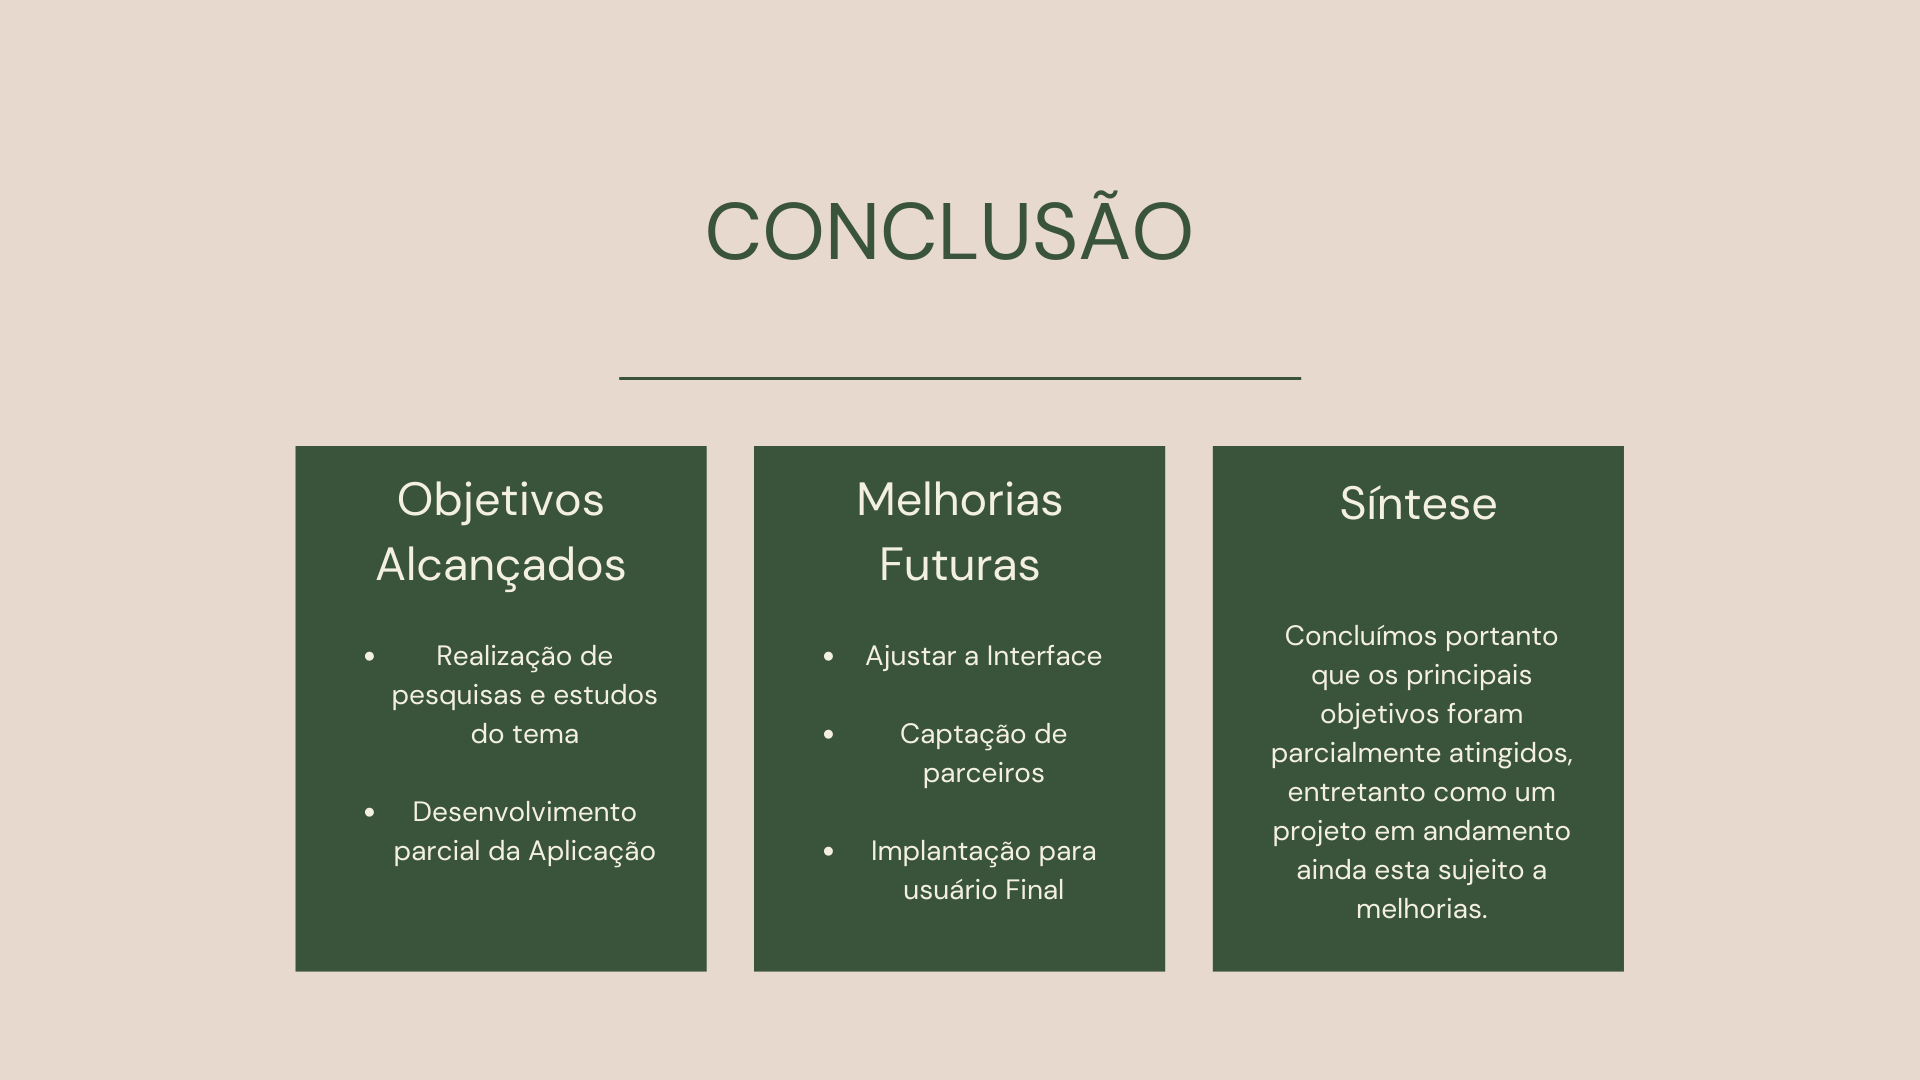 CONCLUSÃO
Objetivos
Alcançados
• Realização de
pesquisas e estudos
do tema
• Desenvolvimento
parcial da Aplicação
Melhorias
Futuras
• Ajustar a Interface
• Captação de
parceiros
• Implantação para
usuário Final
Síntese
Concluímos portanto
que os principais
objetivos foram
parcialmente atingidos,
entretanto como um
projeto em andamento
ainda esta sujeito a
melhorias.